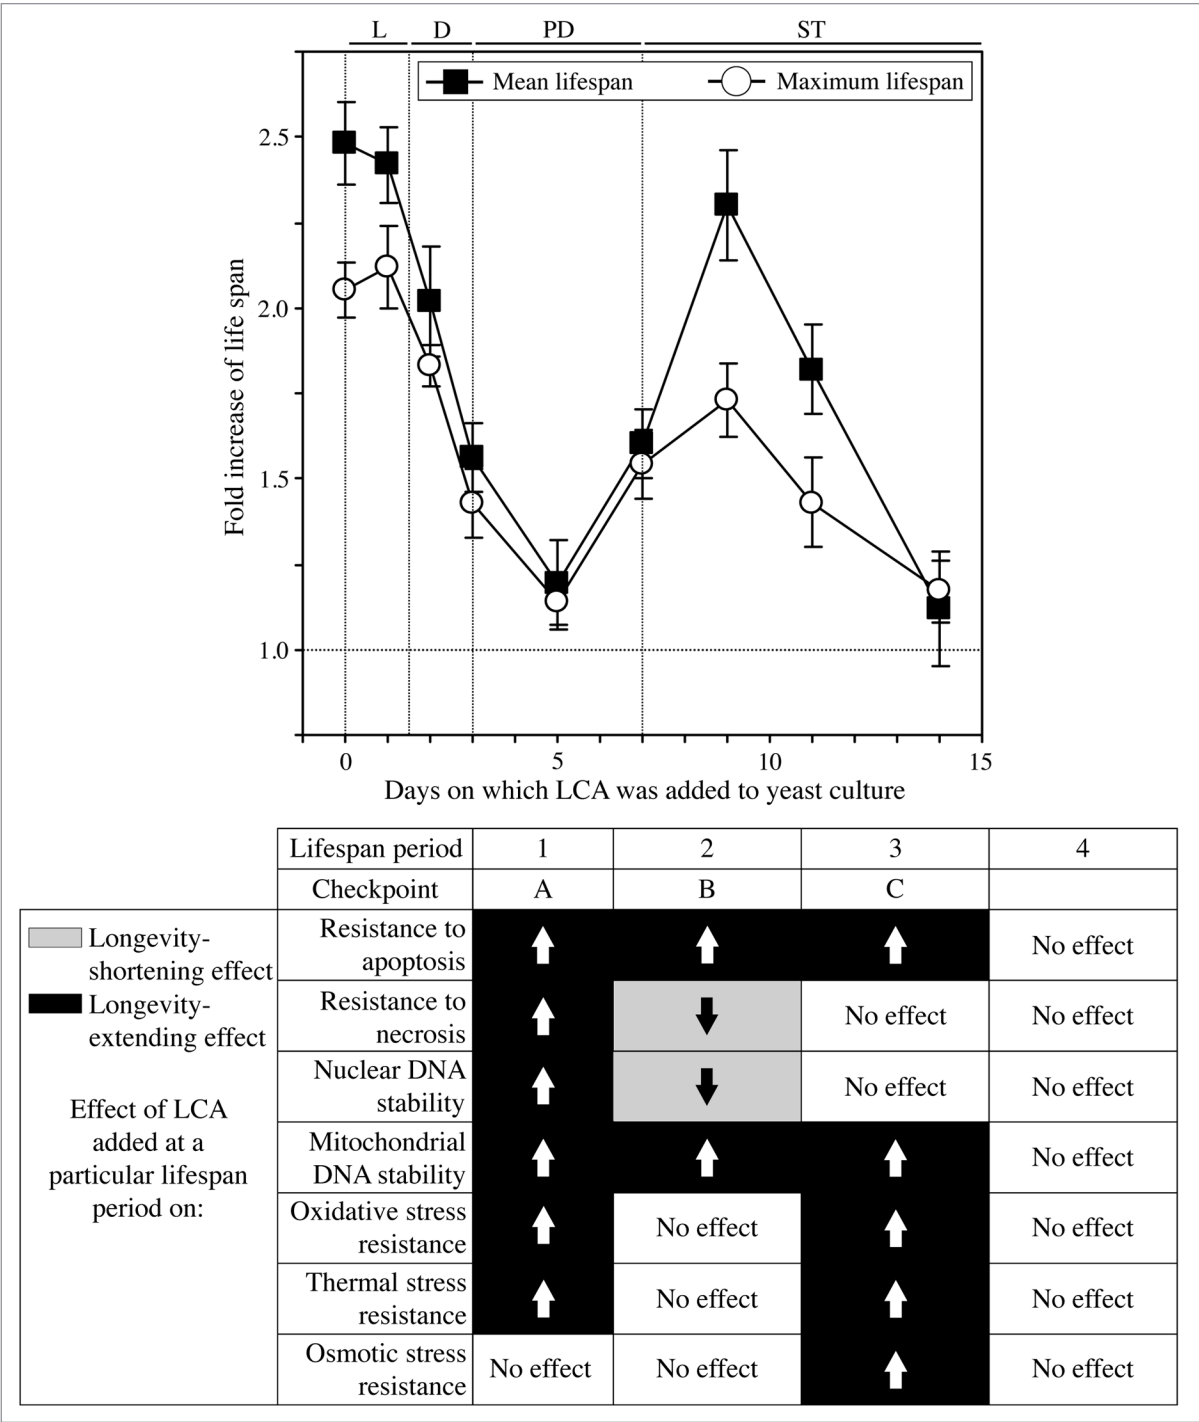 L D PD ST
Mean lifespan Maximum lifespan
2.5
2.0
1.5
1.0
Fold increase of life span
0 5 10 15
Days on which LCA was added to yeast culture
Lifespan period 1 2 3 4
Checkpoint A B C
Longevity-
shortening effect
Longevity-
extending effect
Effect of LCA
added at a
particular lifespan
period on:
Resistance to
apoptosis
No effect
Resistance to
necrosis
No effect No effect
Nuclear DNA
stability
No effect No effect
Mitochondrial
DNA stability
No effect
Oxidative stress
resistance
No effect No effect
Thermal stress
resistance
No effect No effect
Osmotic stress
resistance
No effect No effect No effect